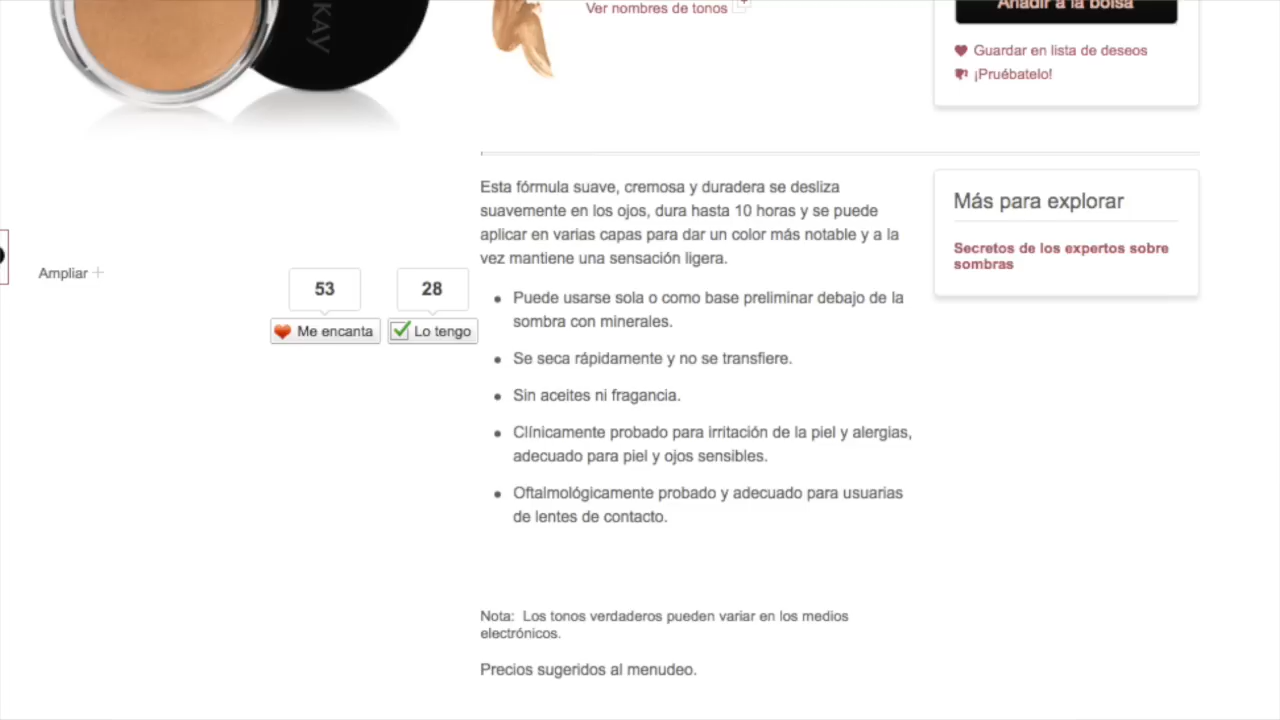 KAY
Ver nombres de tonos
Añadir a la bolsa
Guardar en lista de deseos
¡Pruébatelo!
Esta fórmula suave, cremosa y duradera se desliza
suavemente en los ojos, dura hasta 10 horas y se puede
aplicar en varias capas para dar un color más notable y a la
vez mantiene una sensación ligera.
Más para explorar
Secretos de los expertos sobre
sombras
Ampliar
53
28
Me encanta
Lo tengo
Puede usarse sola o como base preliminar debajo de la
sombra con minerales.
Se seca rápidamente y no se transfiere.
Sin aceites ni fragancia.
Clínicamente probado para irritación de la piel y alergias,
adecuado para piel y ojos sensibles.
Oftalmológicamente probado y adecuado para usuarias
de lentes de contacto.
Nota: Los tonos verdaderos pueden variar en los medios
electrónicos.
Precios sugeridos al menudeo.